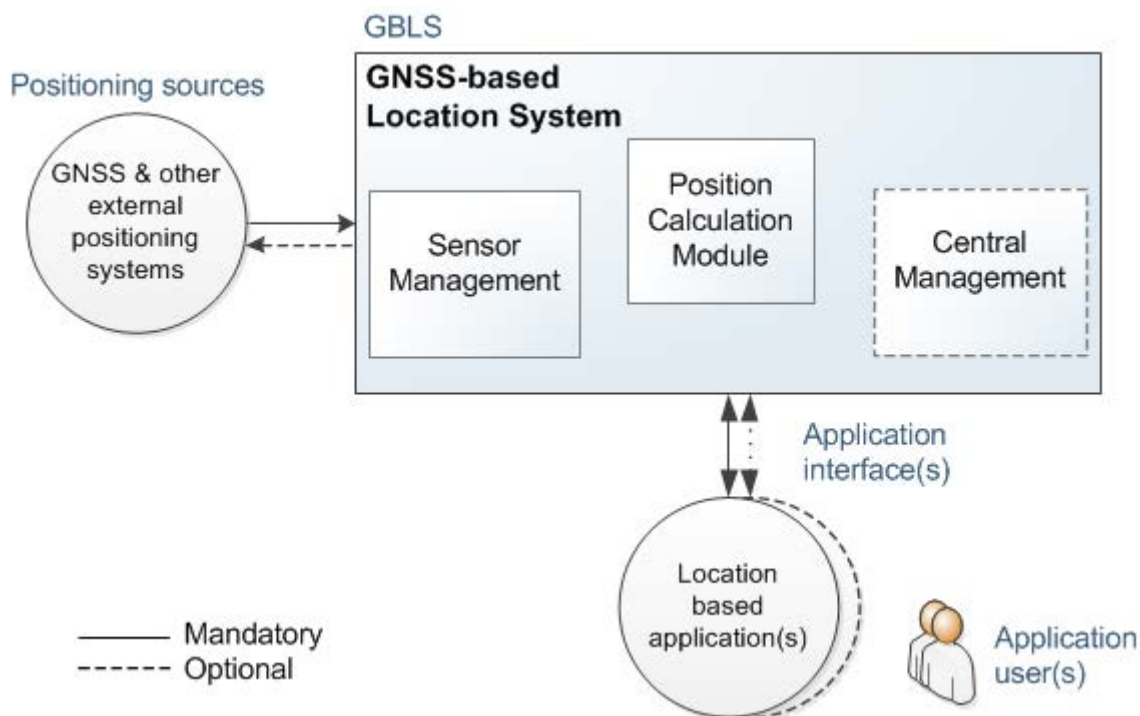 GBLS
Positioning sources
GNSS-based
Location System
GNSS & other
external
positioning
systems
Sensor
Management
Position
Calculation
Module
Central
Management
Application
interface(s)
Location
based
application(s)
Mandatory
Optional
Application
user(s)